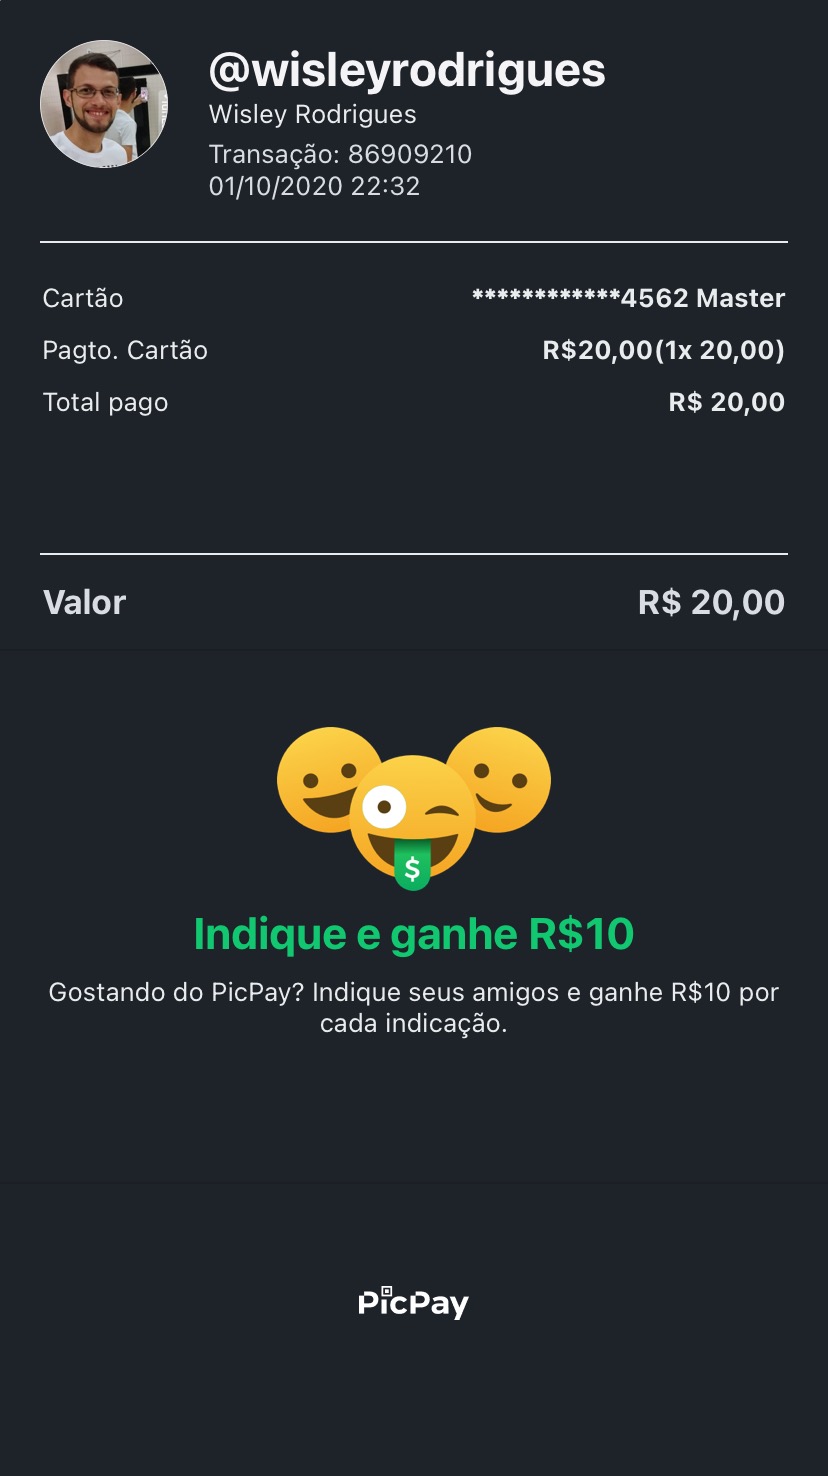 @wisleyrodrigues
Wisley Rodrigues
Transação: 86909210
01/10/2020 22:32
Cartão ************4562 Master
Pagto. Cartão R$20,00(1x 20,00)
Total pago R$ 20,00
Valor R$ 20,00
$
Indique e ganhe R$10
Gostando do PicPay? Indique seus amigos e ganhe R$10 por
cada indicação.
PicPay